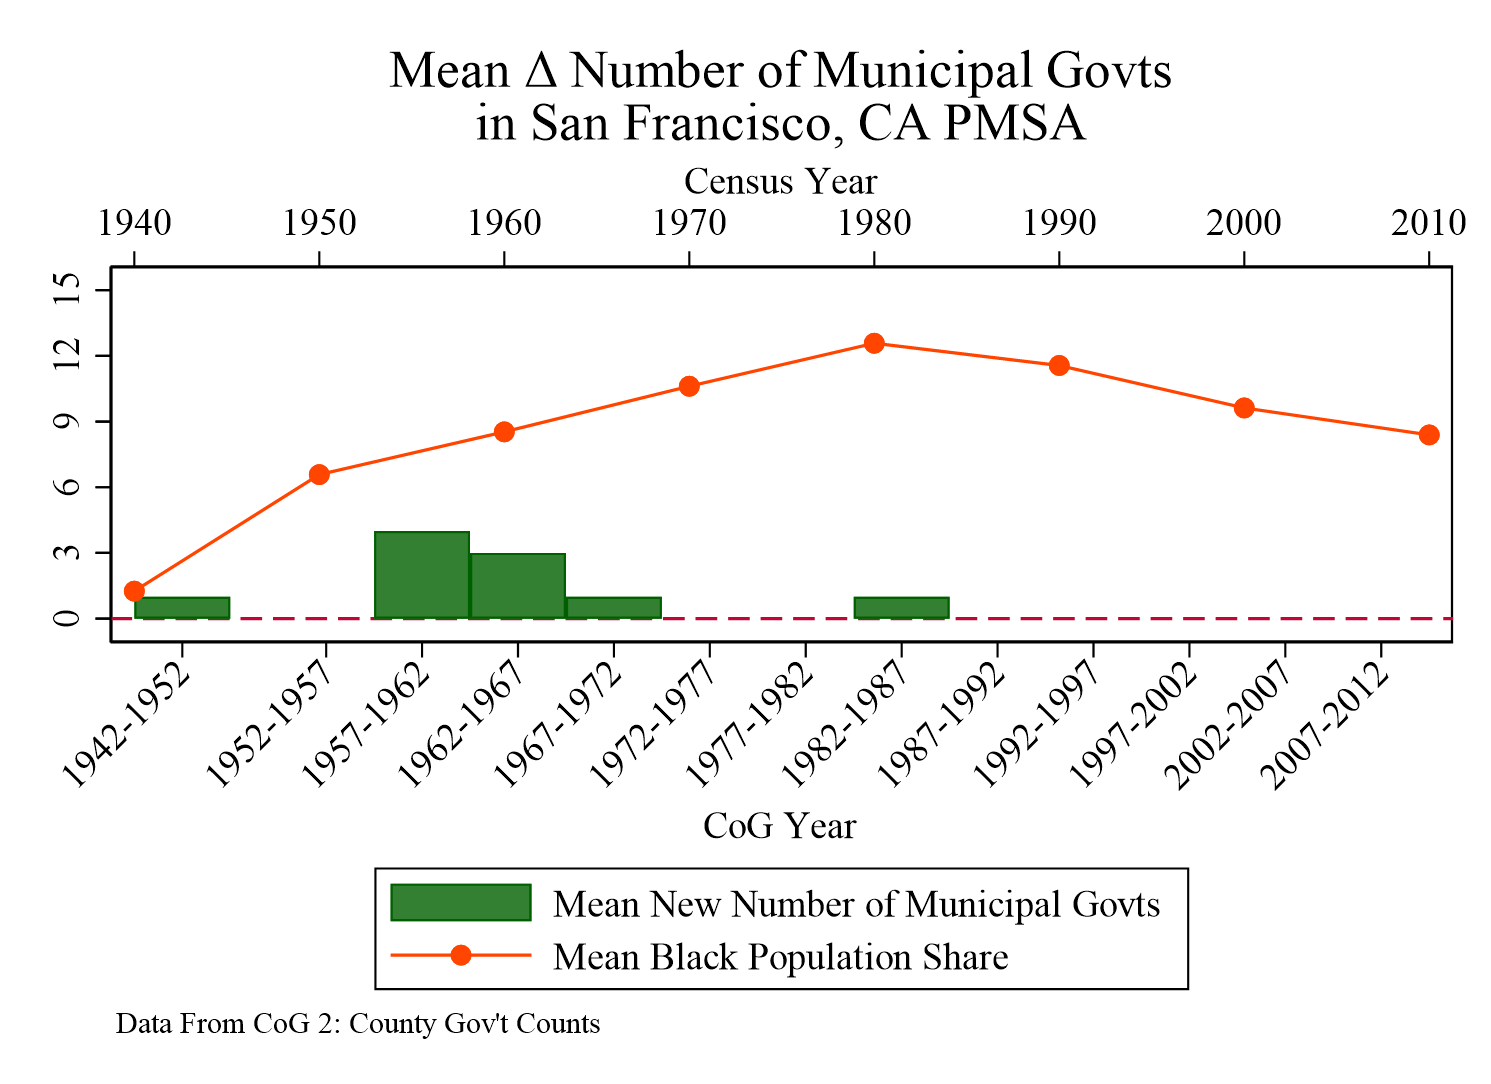 Mean Δ Number of Municipal Govts
in San Francisco, CA PMSA
Census Year
1940 1950 1960 1970 1980 1990 2000 2010
15
12
9
6
3
0
1942-1952 1952-1957 1957-1962 1962-1967 1967-1972 1972-1977 1977-1982 1982-1987 1987-1992 1992-1997 1997-2002 2002-2007 2007-2012
CoG Year
Mean New Number of Municipal Govts
Mean Black Population Share
Data From CoG 2: County Gov't Counts